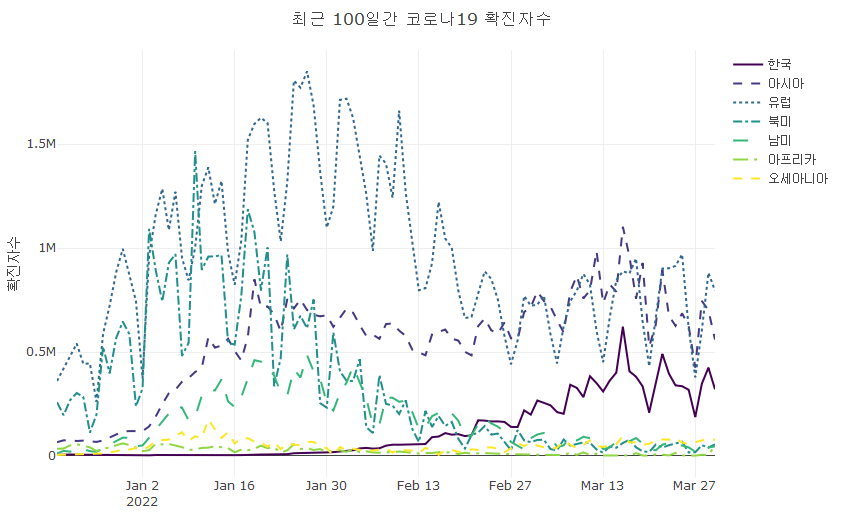 최근 100일간 코로나19 확진자수
확진자수
1.5M
1M
0.5M
0
Jan 2
2022
Jan 16
Jan 30
Feb 13
Feb 27
Mar 13
Mar 27
한국
아시아
유럽
북미
남미
아프리카
오세아니아